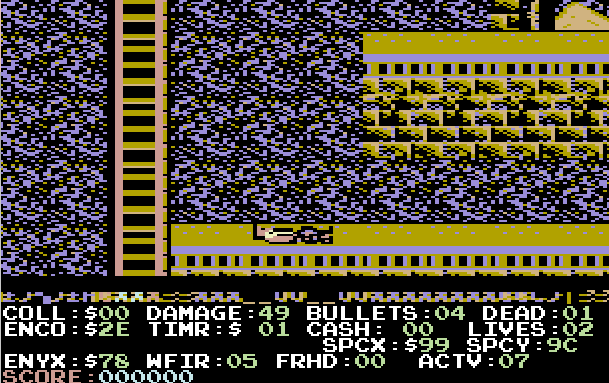 COLL:$00 DAMAGE:49 BULLETS:04 DEAD:01
ENCO:$2E TIMR:$ 01 CASH: 00 LIVES:02
SPCX:$99 SPCY:9C
ENYX:$78 WFIR:05 FRHD:00 ACTV:07
SCORE:000000